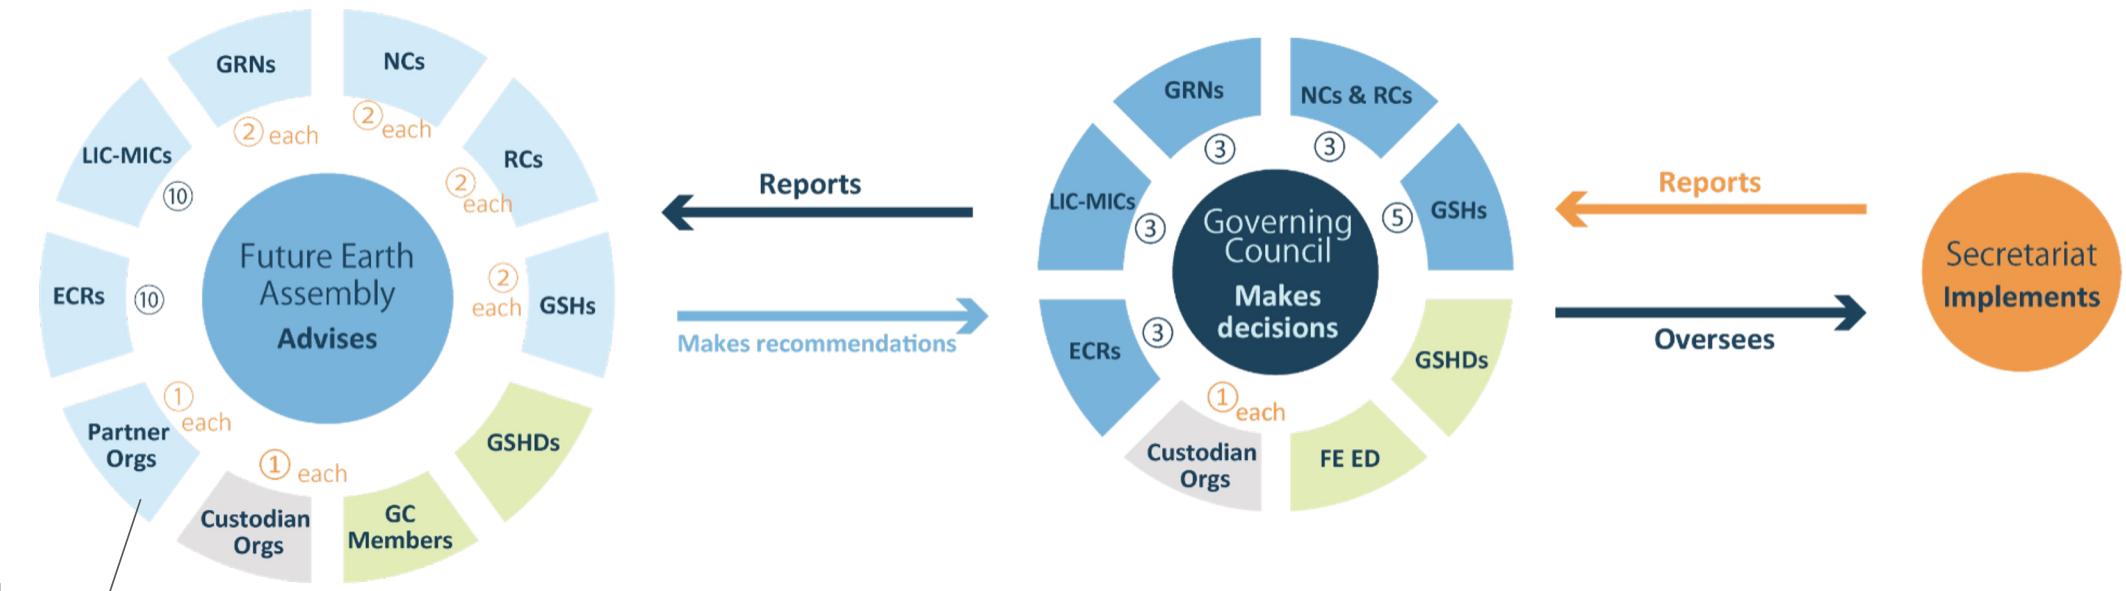 GRNs
NCs
2 each
2
each
LIC-MICs
10
RCs
2
each
ECRs
10
Future Earth
Assembly
Advises
2
each
GSHs
Partner
Orgs
1
each
GSHDs
1 each
Custodian
Orgs
GC
Members
Reports
Makes recommendations
GRNs
NCs & RCs
3
3
LIC-MICs
3
5
GSHs
Governing
Council
Makes
decisions
ECRs
3
GSHDs
1
each
Custodian
Orgs
FE ED
Reports
Oversees
Secretariat
Implements